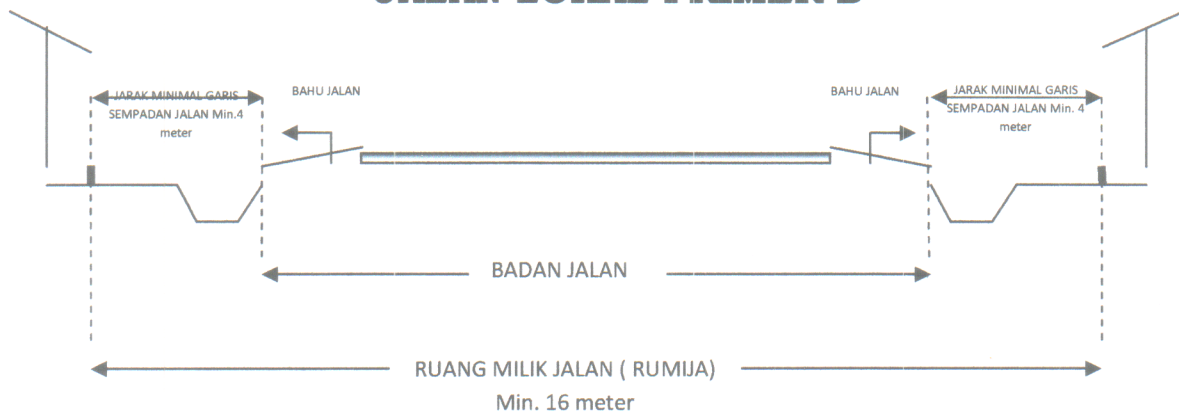 JARAK MINIMAL GARIS
SEMPADAN JALAN Min.4
meter
BAHU JALAN
BAHU JALAN
JARAK MINIMAL GARIS
SEMPADAN JALAN Min. 4
meter
BADAN JALAN
RUANG MILIK JALAN ( RUMIJA)
Min. 16 meter